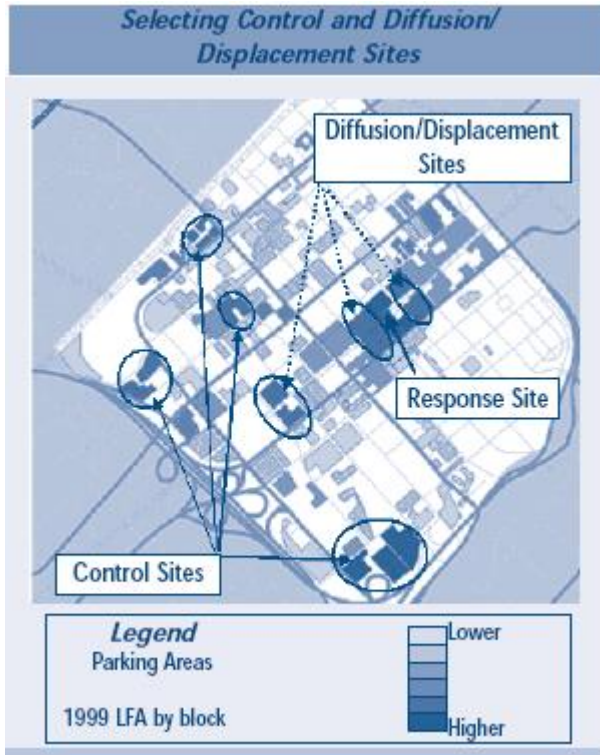 Selecting Control and Diffusion/
Displacement Sites
Diffusion/Displacement
Sites
Response Site
Control Sites
Legend
Parking Areas
1999 LFA by block
Lower
Higher